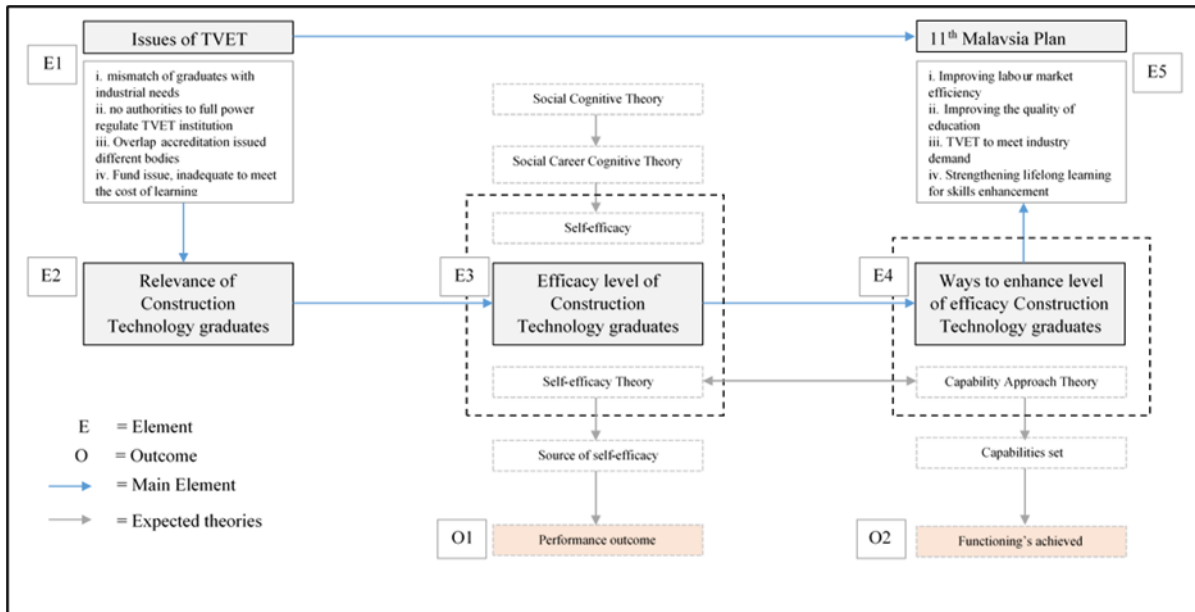 Issues of TVET
11th Malavsia Plan
E1
E5
i. mismatch of graduates with
industrial needs
ii. no authorities to full power
regulate TVET institution
iii. Overlap accreditation issued
different bodies
iv. Fund issue, inadequate to meet
the cost of learning
Social Cognitive Theory
Social Career Cognitive Theory
Self-efficacy
i. Improving labour market
efficiency
ii. Improving the quality of
education
iii. TVET to meet industry
demand
iv. Strengthening lifelong learning
for skills enhancement
E2
Relevance of
Construction
Technology graduates
E3
Efficacy level of
Construction
Technology graduates
E4
Ways to enhance level
of efficacy Construction
Technology graduates
Self-efficacy Theory
Capability Approach Theory
E = Element
O = Outcome
= Main Element
= Expected theories
Source of self-efficacy
Capabilities set
O1
Performance outcome
O2
Functioning's achieved